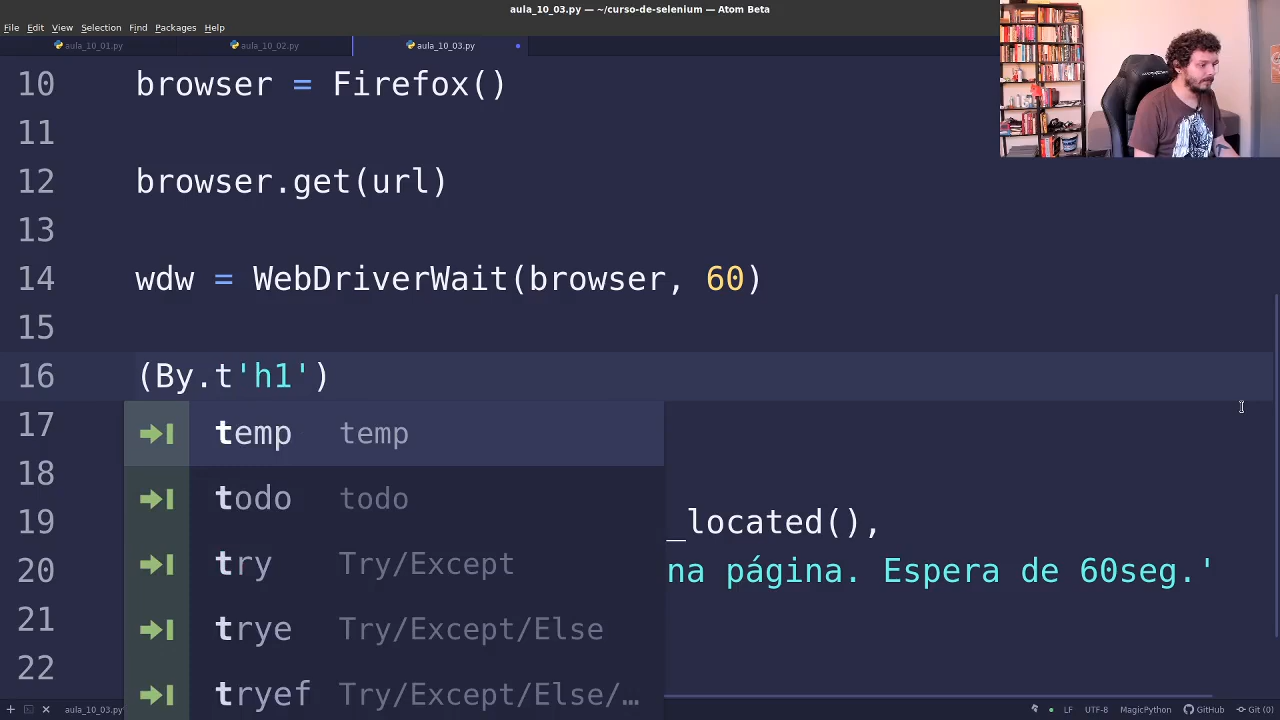 aula_10_03.py — ~/curso-de-selenium — Atom Beta
File Edit View Selection Find Packages Help
aula_10_01.py aula_10_02.py aula_10_03.py
10 browser = Firefox()
11
12 browser.get(url)
13
14 wdw = WebDriverWait(browser, 60)
15
16 (By.t'h1')
17 temp temp
18 todo todo
19 _located(),
try Try/Except
20 na página. Espera de 60seg.'
21 trye Try/Except/Else
22 tryef Try/Except/Else/…
aula_10_03.py LF UTF-8 MagicPython GitHub Git (0)